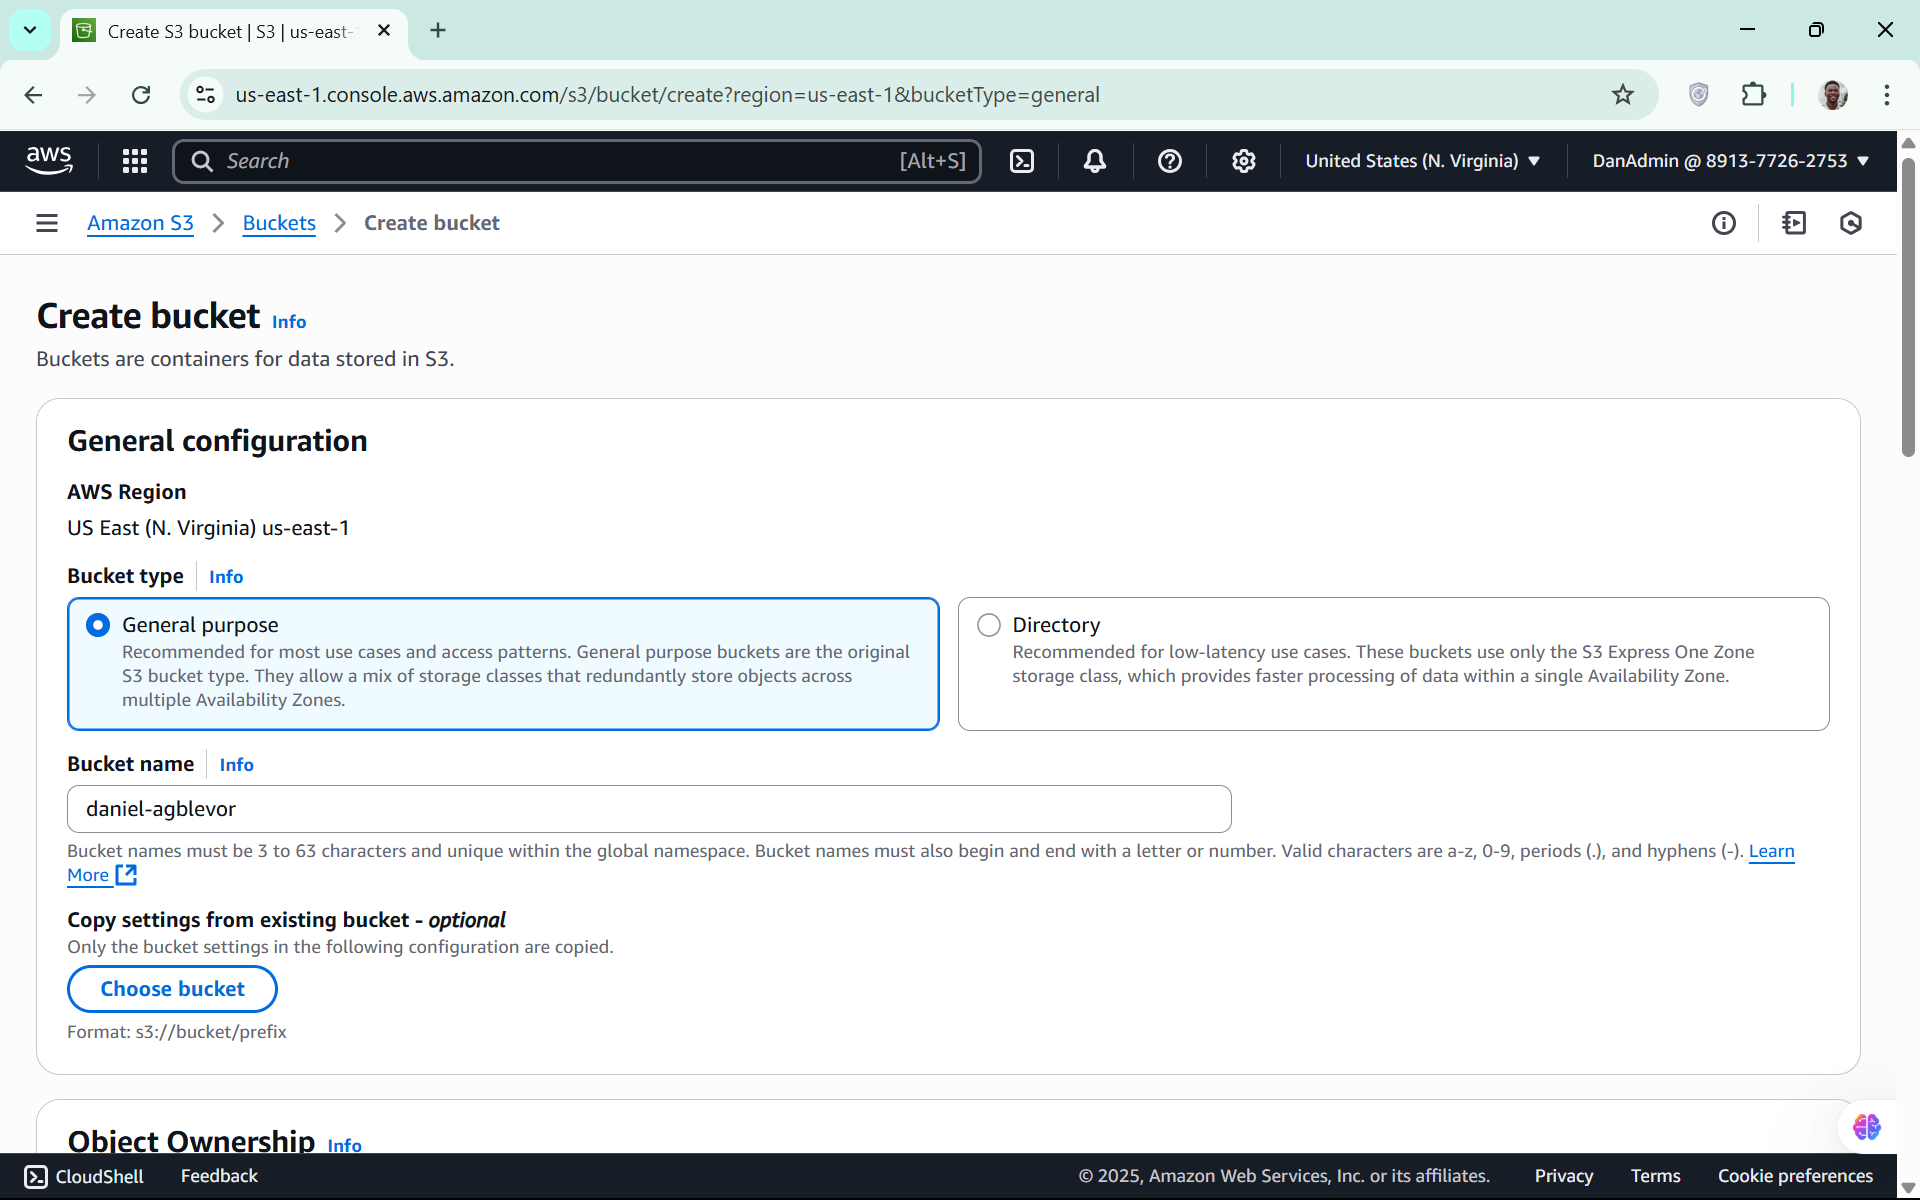 Create S3 bucket | S3 | us-east-
us-east-1.console.aws.amazon.com/s3/bucket/create?region=us-east-1&bucketType=general
aws
Search
[Alt+S]
United States (N. Virginia) ▼
DanAdmin @ 8913-7726-2753 ▼
Amazon S3 > Buckets > Create bucket
Create bucket Info
Buckets are containers for data stored in S3.
General configuration
AWS Region
US East (N. Virginia) us-east-1
Bucket type Info
General purpose
Recommended for most use cases and access patterns. General purpose buckets are the original
S3 bucket type. They allow a mix of storage classes that redundantly store objects across
multiple Availability Zones.
Directory
Recommended for low-latency use cases. These buckets use only the S3 Express One Zone
storage class, which provides faster processing of data within a single Availability Zone.
Bucket name Info
daniel-agblevor
Bucket names must be 3 to 63 characters and unique within the global namespace. Bucket names must also begin and end with a letter or number. Valid characters are a-z, 0-9, periods (.), and hyphens (-). Learn
More
Copy settings from existing bucket - optional
Only the bucket settings in the following configuration are copied.
Choose bucket
Format: s3://bucket/prefix
Object Ownership Info
CloudShell
Feedback
© 2025, Amazon Web Services, Inc. or its affiliates.
Privacy
Terms
Cookie preferences